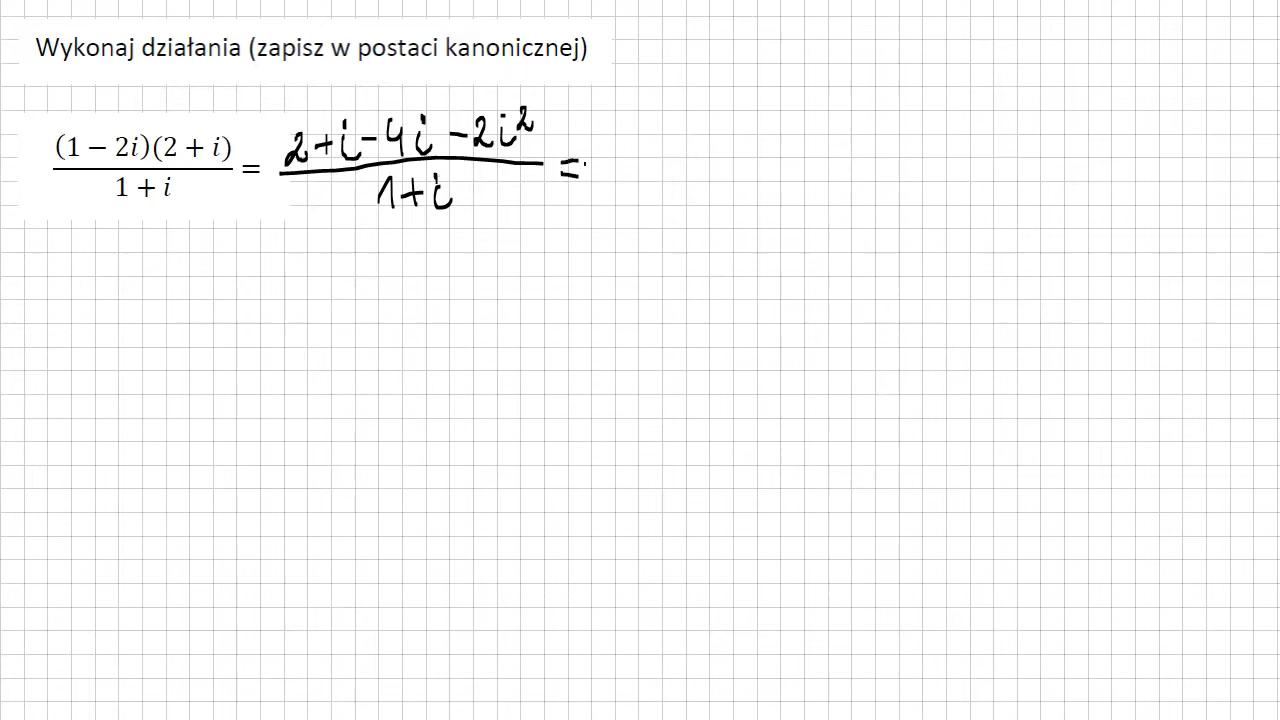 Wykonaj działania (zapisz w postaci kanonicznej)
(1 − 2i)(2 + i) / 1 + i = 2+i−4i−2i² / 1+i =